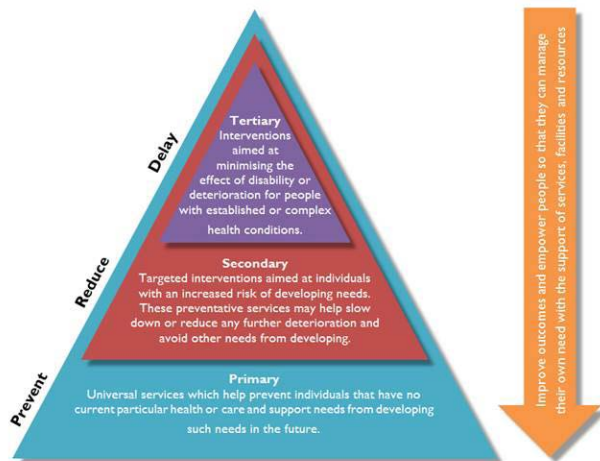 Tertiary
Interventions
aimed at
minimising the
effect of disability or
deterioration for people
with established or complex
health conditions.
Secondary
Targeted interventions aimed at individuals
with an increased risk of developing needs.
These preventative services may help slow
down or reduce any further deterioration and
avoid other needs from developing.
Primary
Universal services which help prevent individuals that have no
current particular health or care and support needs from developing
such needs in the future.
Delay
Reduce
Prevent
Improve outcomes and empower people so that they can manage
their own need with the support of services, facilities and resources